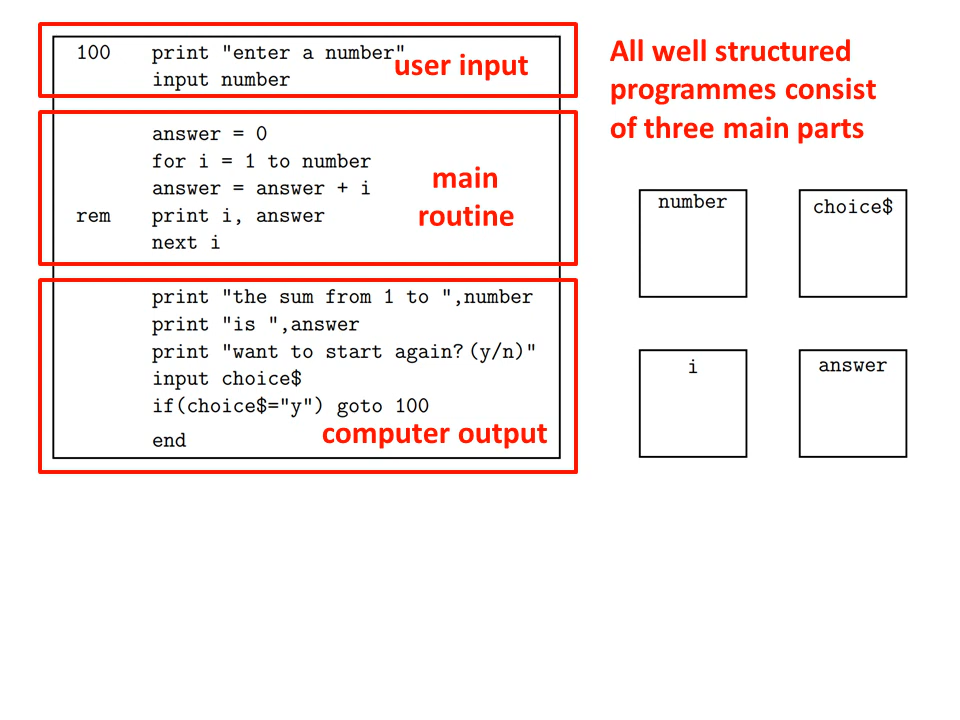 100 print "enter a number"
input number
user input
answer = 0
for i = 1 to number
answer = answer + i
rem print i, answer
next i
main
routine
print "the sum from 1 to ",number
print "is ",answer
print "want to start again?(y/n)"
input choice$
if(choice$="y") goto 100
end
computer output
All well structured
programmes consist
of three main parts
number
choice$
i
answer